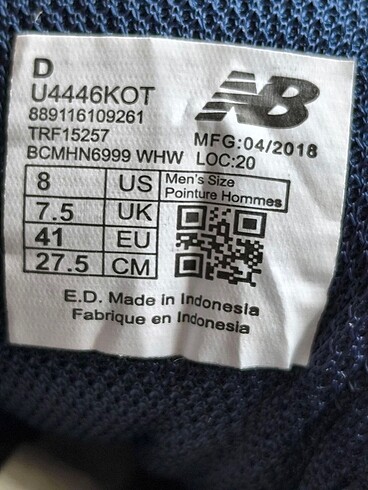 D
U4446KOT
889116109261
TRF15257
BCMHN6999 WHW
NB
MFG:04/2018
LOC:20
8 US
7.5 UK
41 EU
27.5 CM
Men's Size
Pointure Hommes
E.D. Made in Indonesia
Fabrique en Indonesia